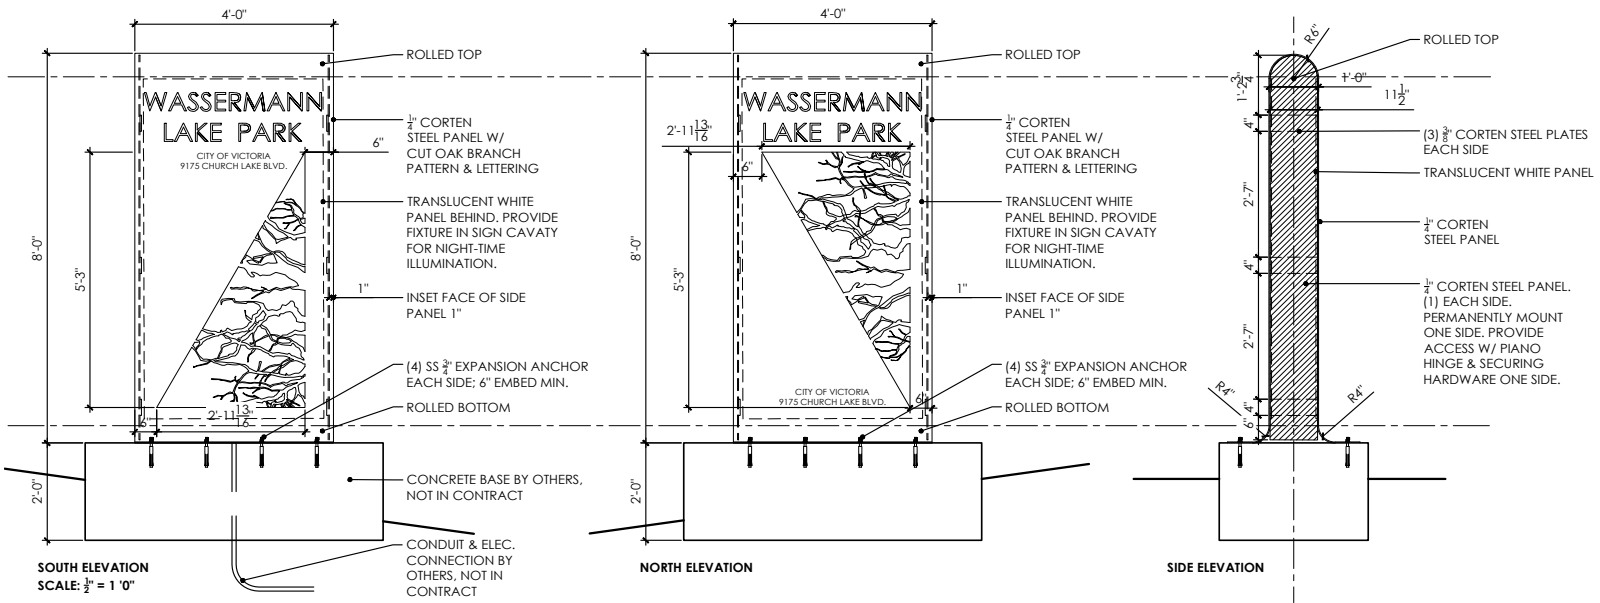 4'-0"
ROLLED TOP
WASSERMANN
LAKE PARK
CITY OF VICTORIA
9175 CHURCH LAKE BLVD.
6"
1/4" CORTEN
STEEL PANEL W/
CUT OAK BRANCH
PATTERN & LETTERING
TRANSLUCENT WHITE
PANEL BEHIND. PROVIDE
FIXTURE IN SIGN CAVATY
FOR NIGHT-TIME
ILLUMINATION.
8'-0"
5'-3"
1"
INSET FACE OF SIDE
PANEL 1"
(4) SS 3/4" EXPANSION ANCHOR
EACH SIDE; 6" EMBED MIN.
ROLLED BOTTOM
6"
2'-11 13/16"
2'-0"
CONCRETE BASE BY OTHERS,
NOT IN CONTRACT
CONDUIT & ELEC.
CONNECTION BY
OTHERS, NOT IN
CONTRACT
SOUTH ELEVATION
SCALE: 1/2" = 1 '0"
4'-0"
ROLLED TOP
WASSERMANN
LAKE PARK
2'-11 13/16"
6"
1/4" CORTEN
STEEL PANEL W/
CUT OAK BRANCH
PATTERN & LETTERING
TRANSLUCENT WHITE
PANEL BEHIND. PROVIDE
FIXTURE IN SIGN CAVATY
FOR NIGHT-TIME
ILLUMINATION.
8'-0"
5'-3"
1"
INSET FACE OF SIDE
PANEL 1"
(4) SS 3/4" EXPANSION ANCHOR
EACH SIDE; 6" EMBED MIN.
CITY OF VICTORIA
9175 CHURCH LAKE BLVD.
6"
ROLLED BOTTOM
2'-0"
NORTH ELEVATION
R6"
ROLLED TOP
1'-0"
11 1/2"
1'-2 3/4"
4"
(3) 3/8" CORTEN STEEL PLATES
EACH SIDE
TRANSLUCENT WHITE PANEL
2'-7"
1/4" CORTEN
STEEL PANEL
4"
1/4" CORTEN STEEL PANEL.
(1) EACH SIDE.
PERMANENTLY MOUNT
ONE SIDE. PROVIDE
ACCESS W/ PIANO
HINGE & SECURING
HARDWARE ONE SIDE.
2'-7"
R4"
R4"
4"
6"
SIDE ELEVATION